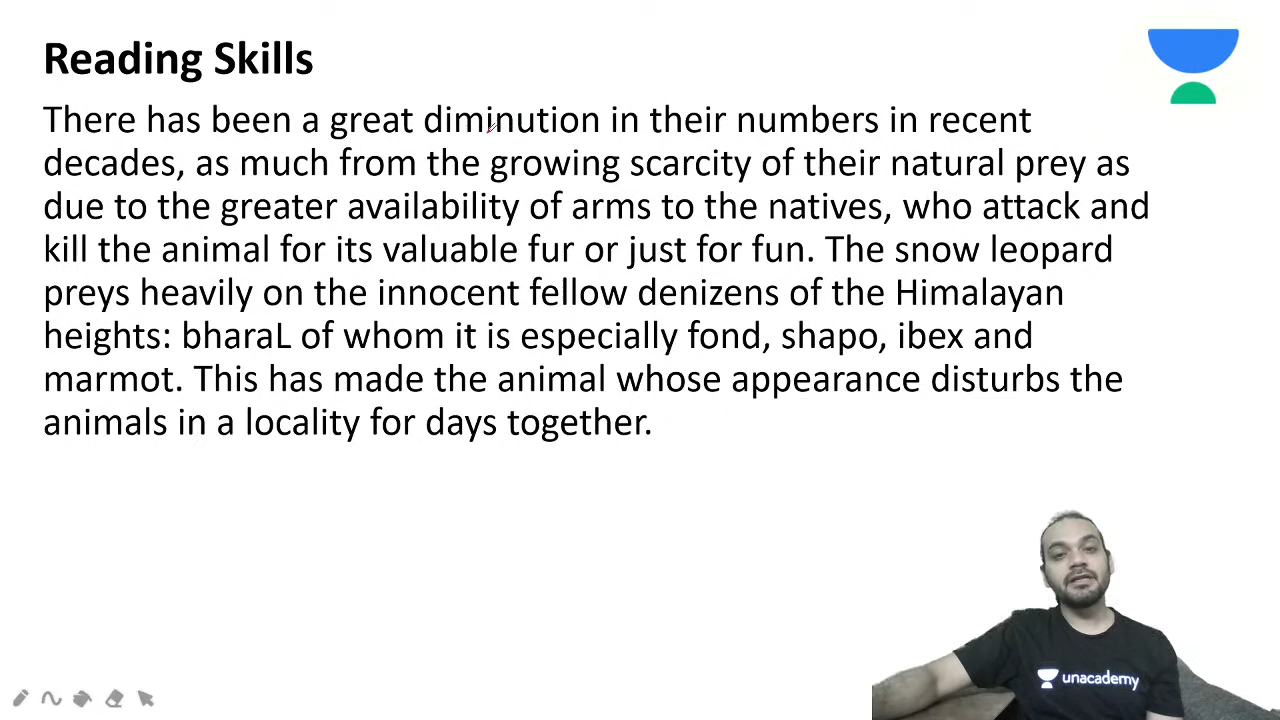 Reading Skills
There has been a great diminution in their numbers in recent
decades, as much from the growing scarcity of their natural prey as
due to the greater availability of arms to the natives, who attack and
kill the animal for its valuable fur or just for fun. The snow leopard
preys heavily on the innocent fellow denizens of the Himalayan
heights: bharaL of whom it is especially fond, shapo, ibex and
marmot. This has made the animal whose appearance disturbs the
animals in a locality for days together.
unacademy